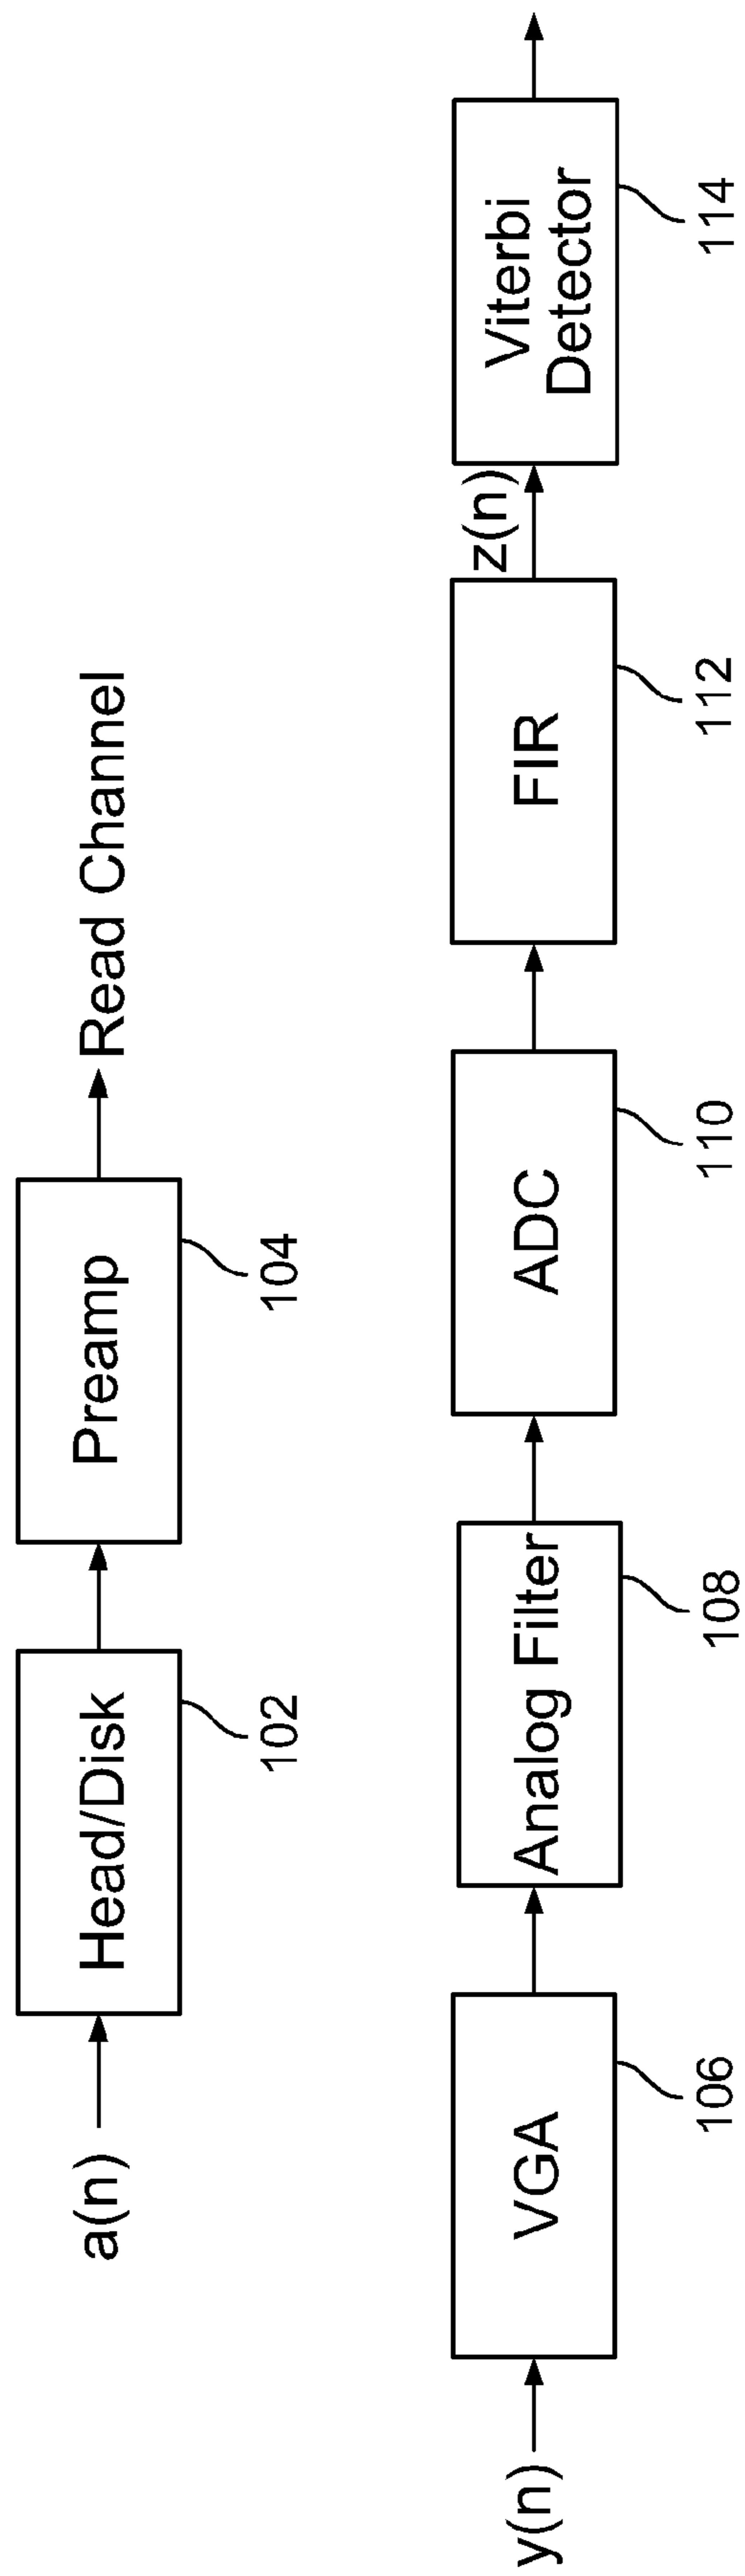 a(n)
Head/Disk
102
Preamp
104
Read Channel
y(n)
VGA
106
Analog Filter
108
ADC
110
FIR
112
z(n)
Viterbi
Detector
114